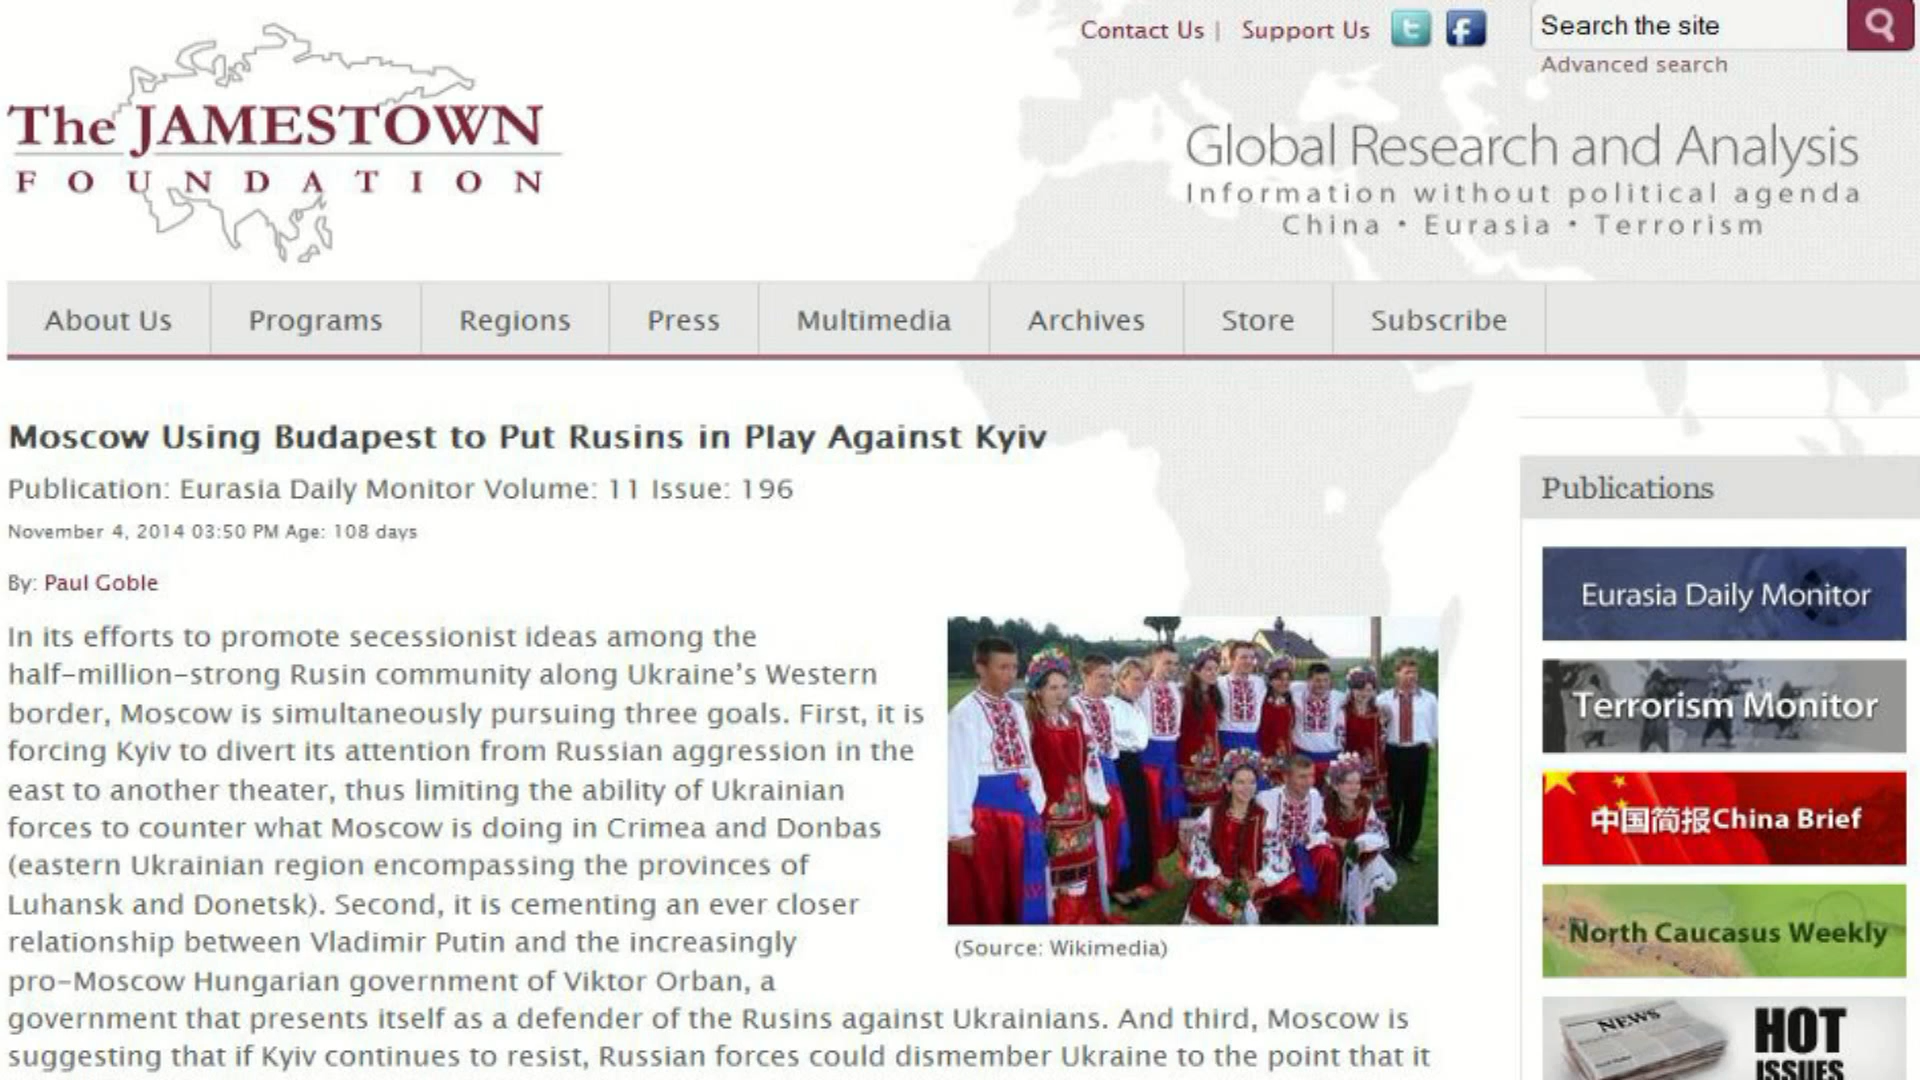 Contact Us | Support Us
Search the site
Advanced search
The JAMESTOWN
FOUNDATION
Global Research and Analysis
Information without political agenda
China • Eurasia • Terrorism
About Us
Programs
Regions
Press
Multimedia
Archives
Store
Subscribe
Moscow Using Budapest to Put Rusins in Play Against Kyiv
Publication: Eurasia Daily Monitor Volume: 11 Issue: 196
November 4, 2014 03:50 PM Age: 108 days
By: Paul Goble
In its efforts to promote secessionist ideas among the
half-million-strong Rusin community along Ukraine’s Western
border, Moscow is simultaneously pursuing three goals. First, it is
forcing Kyiv to divert its attention from Russian aggression in the
east to another theater, thus limiting the ability of Ukrainian
forces to counter what Moscow is doing in Crimea and Donbas
(eastern Ukrainian region encompassing the provinces of
Luhansk and Donetsk). Second, it is cementing an ever closer
relationship between Vladimir Putin and the increasingly
pro-Moscow Hungarian government of Viktor Orban, a
government that presents itself as a defender of the Rusins against Ukrainians. And third, Moscow is
suggesting that if Kyiv continues to resist, Russian forces could dismember Ukraine to the point that it
(Source: Wikimedia)
Publications
Eurasia Daily Monitor
Terrorism Monitor
中国简报China Brief
North Caucasus Weekly
NEWS
HOT
ISSUES